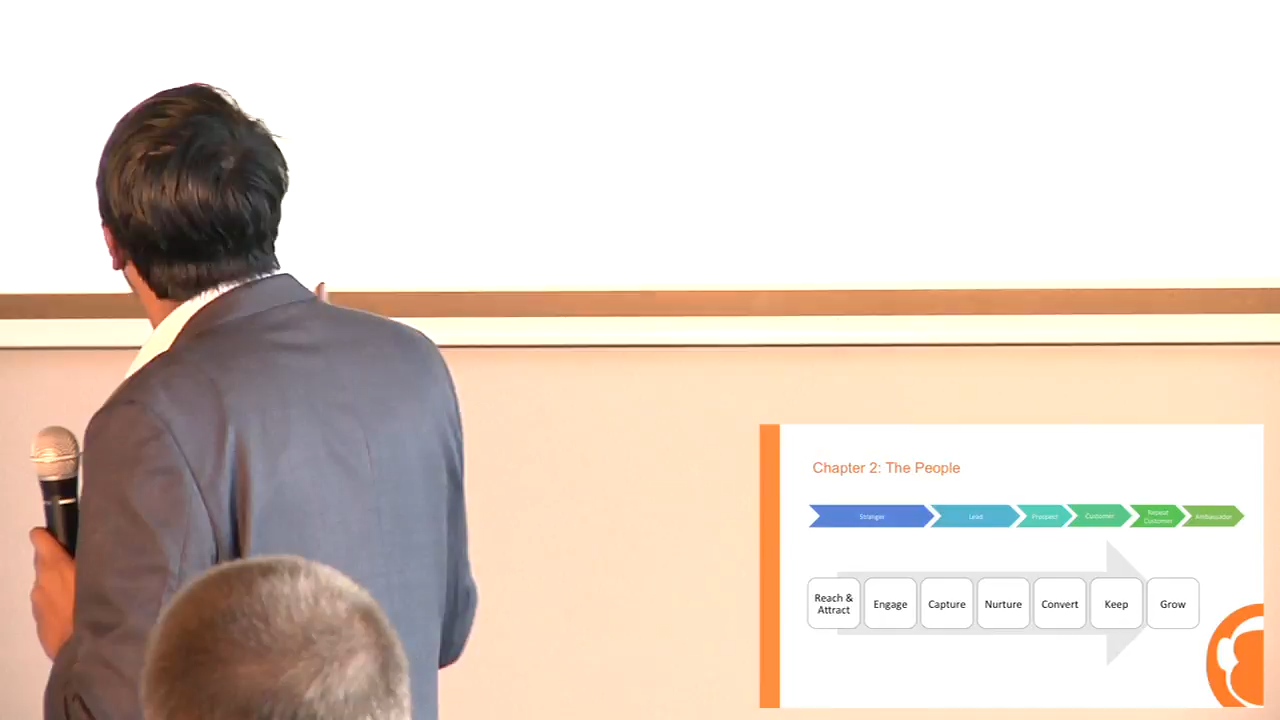 Chapter 2: The People
Stranger
Lead
Prospect
Customer
Repeat
Customer
Ambassador
Reach &
Attract
Engage
Capture
Nurture
Convert
Keep
Grow